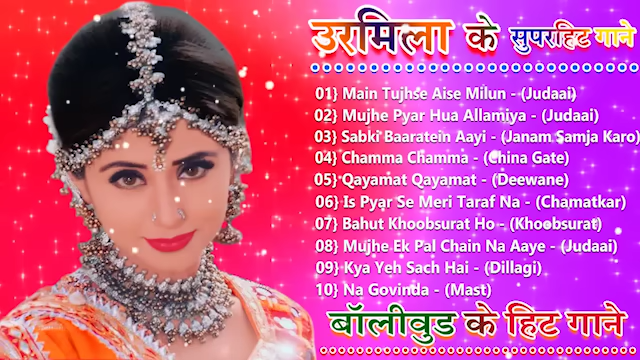 उरमिला के सुपरहिट गाने
01} Main Tujhse Aise Milun - (Judaai)
02} Mujhe Pyar Hua Allamiya - (Judaai)
03} Sabki Baaratein Aayi - (Janam Samja Karo)
04} Chamma Chamma - (China Gate)
05} Qayamat Qayamat - (Deewane)
06} Is Pyar Se Meri Taraf Na - (Chamatkar)
07} Bahut Khoobsurat Ho - (Khoobsurat)
08} Mujhe Ek Pal Chain Na Aaye - (Judaai)
09} Kya Yeh Sach Hai - (Dillagi)
10} Na Govinda - (Mast)
बॉलीवुड के हिट गाने